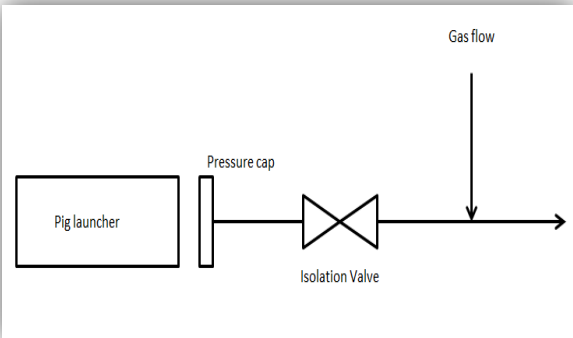 Gas flow
Pressure cap
Pig launcher
Isolation Valve